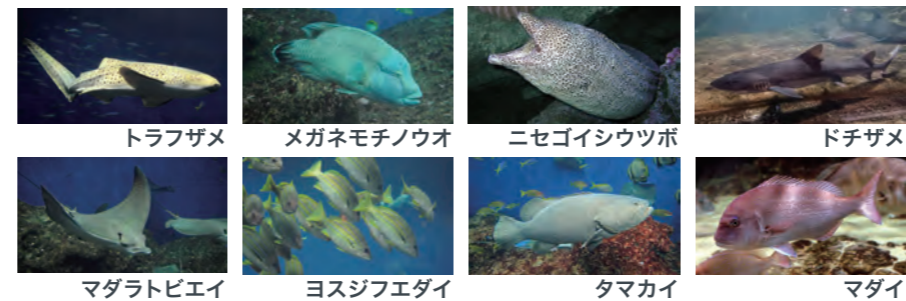 トラフザメ
メガネモチノウオ
ニセゴイシウツボ
ドチザメ
マダラトビエイ
ヨスジフエダイ
タマカイ
マダイ